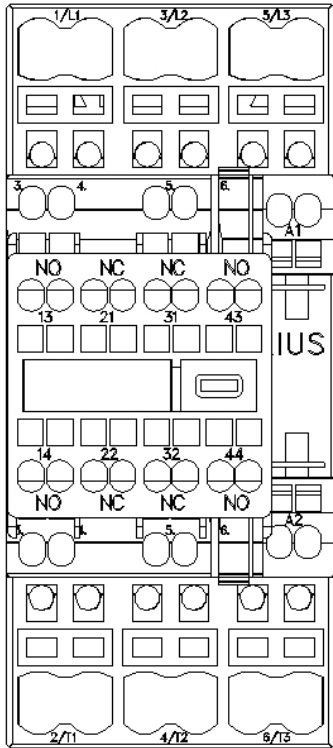 1/L1 3/L2 5/L3
3. 4. 5. 6.
A1
NO NC NC NO
13 21 31 43
IUS
14 22 32 44
NO NC NC NO
5. 6.
A2
2/T1 4/T2 6/T3